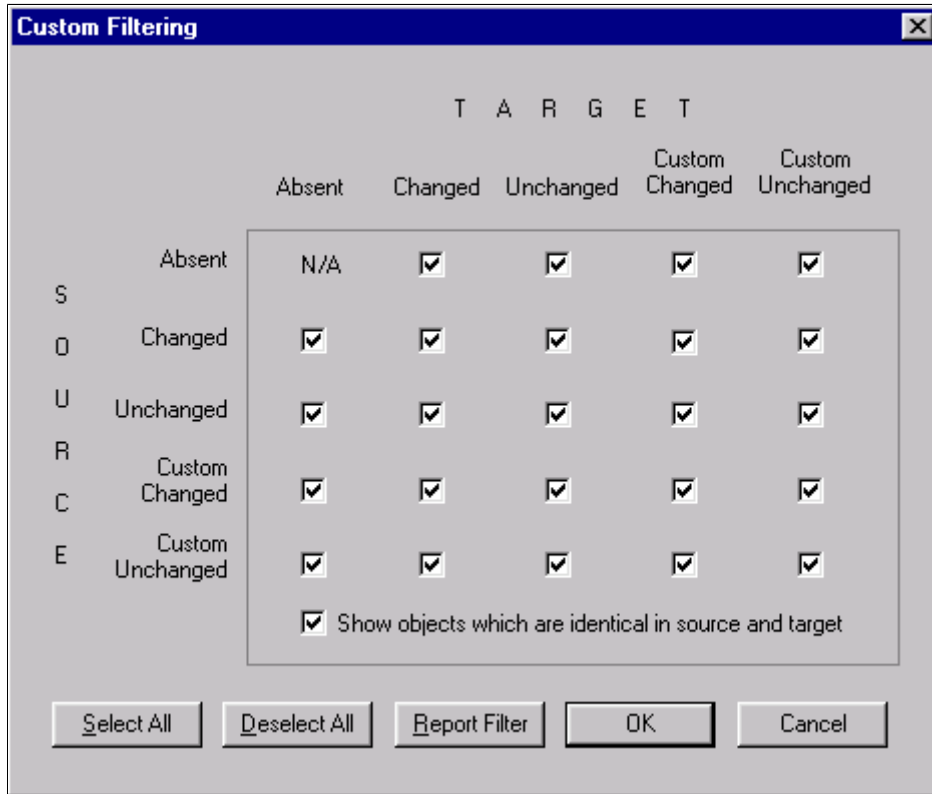 Custom Filtering
T A R G E T
Absent Changed Unchanged Custom Changed Custom Unchanged
Absent N/A
S
Changed
O
U Unchanged
R
Custom
Changed
C
Custom
Unchanged
E
Show objects which are identical in source and target
Select All Deselect All Report Filter OK Cancel